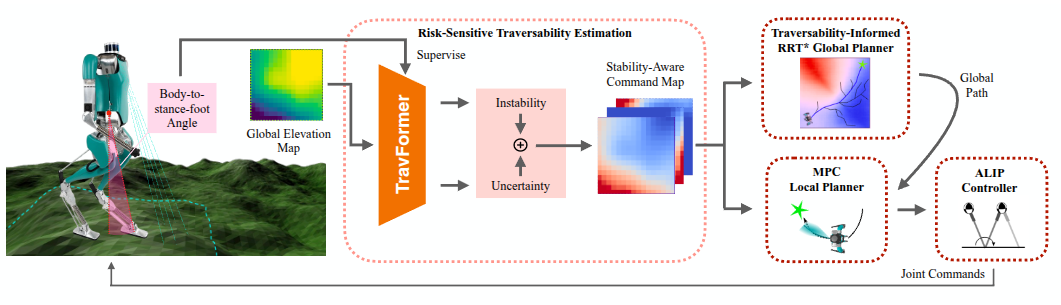 Risk-Sensitive Traversability Estimation
Supervise
Body-to-
stance-foot
Angle
Global Elevation
Map
TravFormer
Instability
Uncertainty
Stability-Aware
Command Map
Traversability-Informed
RRT* Global Planner
Global
Path
MPC
Local Planner
ALIP
Controller
Joint Commands